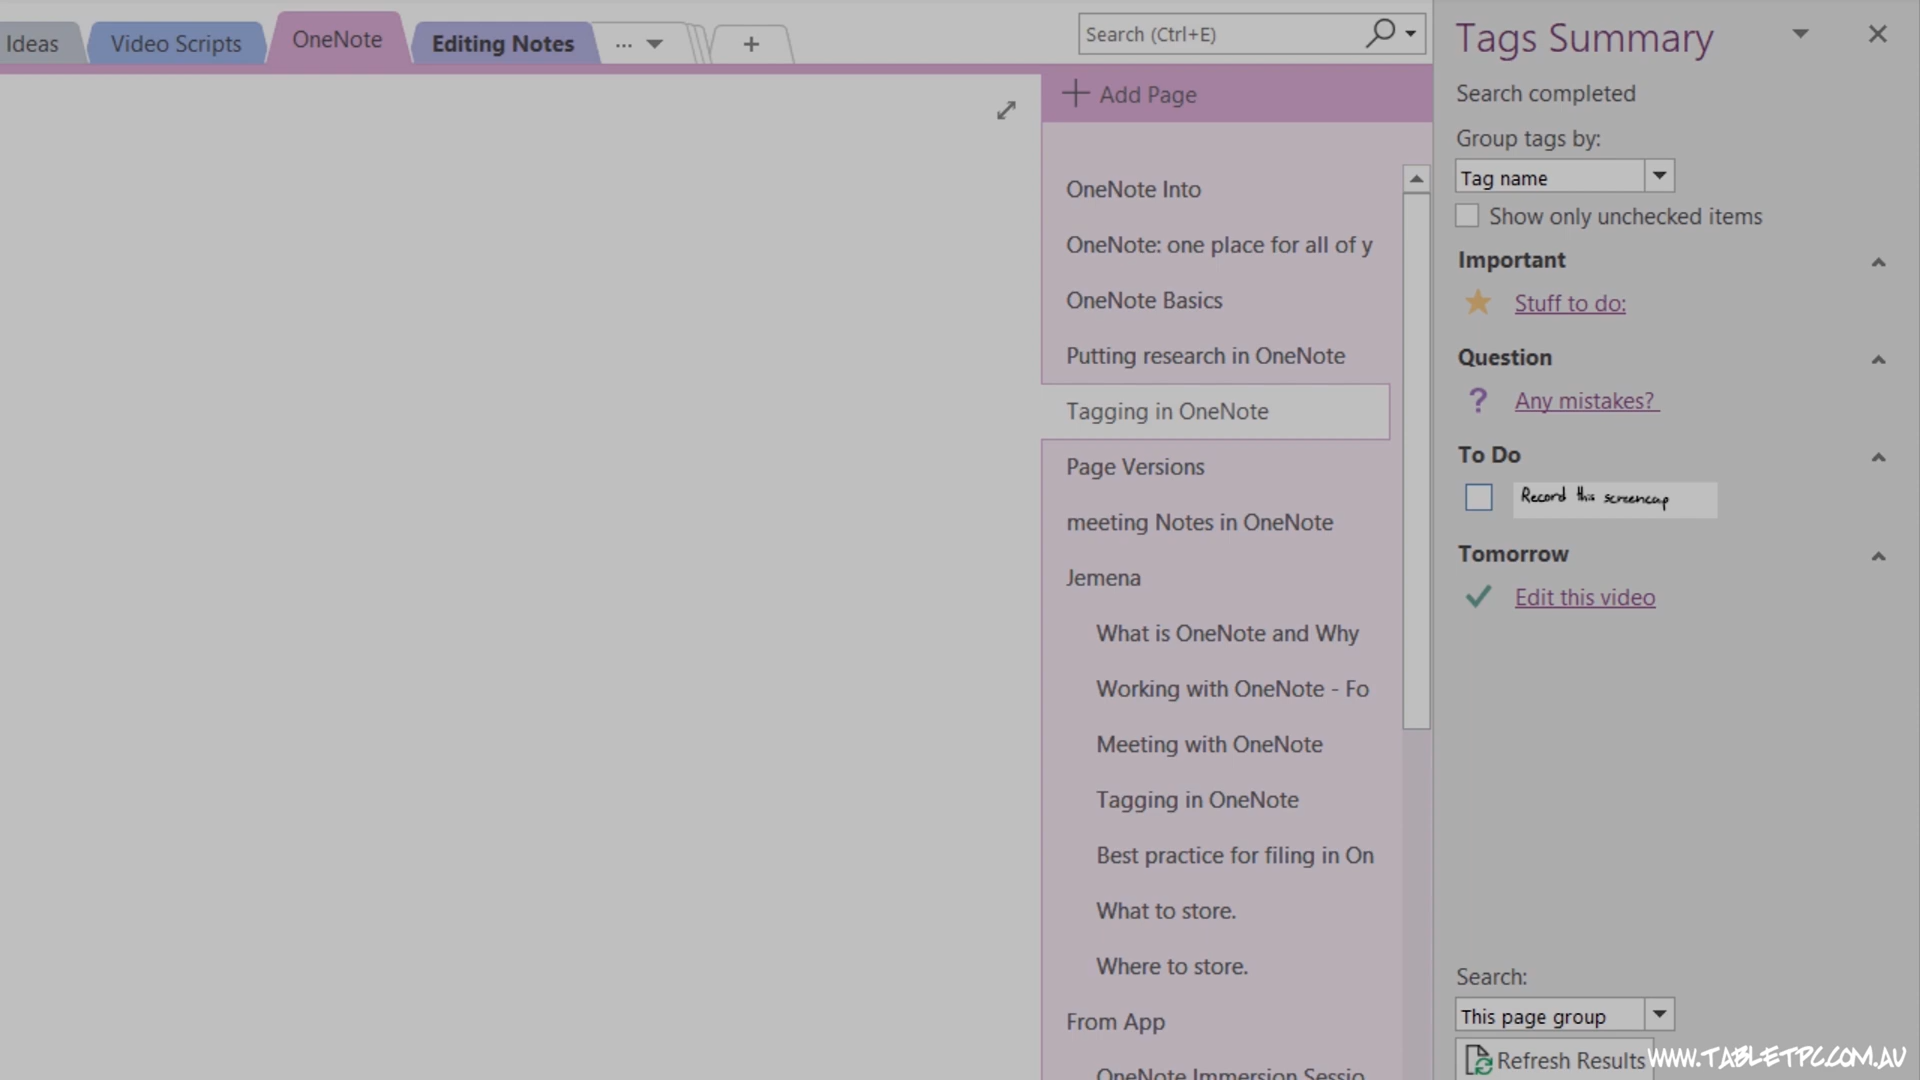 Ideas
Video Scripts
OneNote
Editing Notes
...
+
Search (Ctrl+E)
Add Page
OneNote Into
OneNote: one place for all of y
OneNote Basics
Putting research in OneNote
Tagging in OneNote
Page Versions
meeting Notes in OneNote
Jemena
What is OneNote and Why
Working with OneNote - Fo
Meeting with OneNote
Tagging in OneNote
Best practice for filing in On
What to store.
Where to store.
From App
OneNote Immersion Sessio
Tags Summary
Search completed
Group tags by:
Tag name
Show only unchecked items
Important
Stuff to do:
Question
? Any mistakes?
To Do
Record this screencap
Tomorrow
Edit this video
Search:
This page group
Refresh Results
WWW.TABLETPC.COM.AU